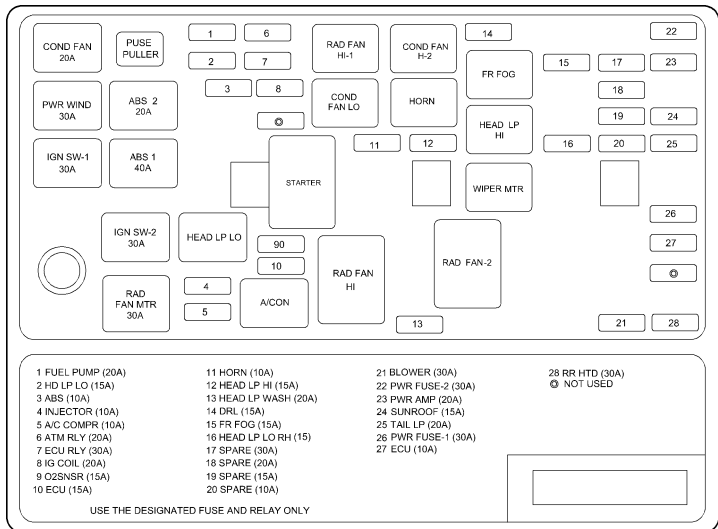 COND FAN
20A
PUSE
PULLER
1
6
RAD FAN
HI-1
COND FAN
H-2
14
22
2
7
FR FOG
15
17
23
PWR WIND
30A
ABS 2
20A
3
8
COND
FAN LO
HORN
18
◎
HEAD LP
HI
19
24
IGN SW-1
30A
ABS 1
40A
11
12
16
20
25
STARTER
WIPER MTR
IGN SW-2
30A
HEAD LP LO
90
10
RAD FAN
HI
RAD FAN-2
26
27
◎
RAD
FAN MTR
30A
4
5
A/CON
13
21
28
1 FUEL PUMP (20A)
2 HD LP LO (15A)
3 ABS (10A)
4 INJECTOR (10A)
5 A/C COMPR (10A)
6 ATM RLY (20A)
7 ECU RLY (30A)
8 IG COIL (20A)
9 O2SNSR (15A)
10 ECU (15A)
11 HORN (10A)
12 HEAD LP HI (15A)
13 HEAD LP WASH (20A)
14 DRL (15A)
15 FR FOG (15A)
16 HEAD LP LO RH (15)
17 SPARE (30A)
18 SPARE (20A)
19 SPARE (15A)
20 SPARE (10A)
21 BLOWER (30A)
22 PWR FUSE-2 (30A)
23 PWR AMP (20A)
24 SUNROOF (15A)
25 TAIL LP (20A)
26 PWR FUSE-1 (30A)
27 ECU (10A)
28 RR HTD (30A)
◎ NOT USED
USE THE DESIGNATED FUSE AND RELAY ONLY